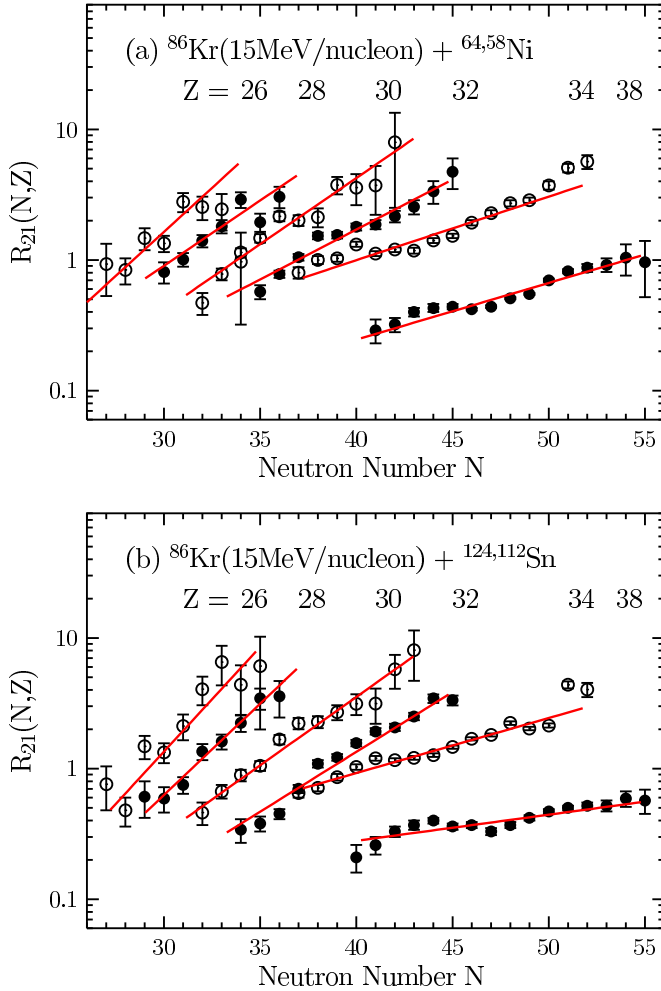 (a) ⁸⁶Kr(15MeV/nucleon) + ⁶⁴,⁵⁸Ni
Z = 26 28 30 32 34 38
R₂₁(N,Z)
10
1
0.1
30 35 40 45 50 55
Neutron Number N
(b) ⁸⁶Kr(15MeV/nucleon) + ¹²⁴,¹¹²Sn
Z = 26 28 30 32 34 38
R₂₁(N,Z)
10
1
0.1
30 35 40 45 50 55
Neutron Number N